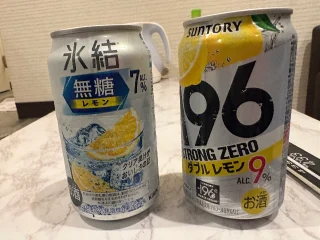 氷結
無糖
レモン
ALC.
7%
SUNTORY
196
STRONG ZERO
ダブルレモン
ALC. 9%
お酒